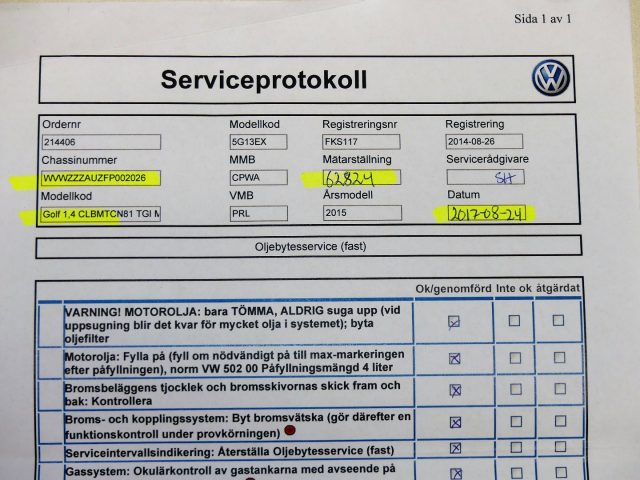 Sida 1 av 1
Serviceprotokoll
Ordernr Modellkod Registreringsnr Registrering
214406 5G13EX FKS117 2014-08-26
Chassinummer MMB Mätarställning Servicerådgivare
WVWZZZAUZFP002026 CPWA 62824 SH
Modellkod VMB Årsmodell Datum
Golf 1,4 CLBMTCN81 TGI M PRL 2015 2017-08-24
Oljebytesservice (fast)
Ok/genomförd Inte ok åtgärdat
VARNING! MOTOROLJA: bara TÖMMA, ALDRIG suga upp (vid
uppsugning blir det kvar för mycket olja i systemet); byta
oljefilter
Motorolja: Fylla på (fyll om nödvändigt på till max-markeringen
efter påfyllningen), norm VW 502 00 Påfyllningsmängd 4 liter
Bromsbeläggens tjocklek och bromsskivornas skick fram och
bak: Kontrollera
Broms- och kopplingssystem: Byt bromsvätska (gör därefter en
funktionskontroll under provkörningen)
Serviceintervallsindikering: Återställa Oljebytesservice (fast)
Gassystem: Okulärkontroll av gastankarna med avseende på